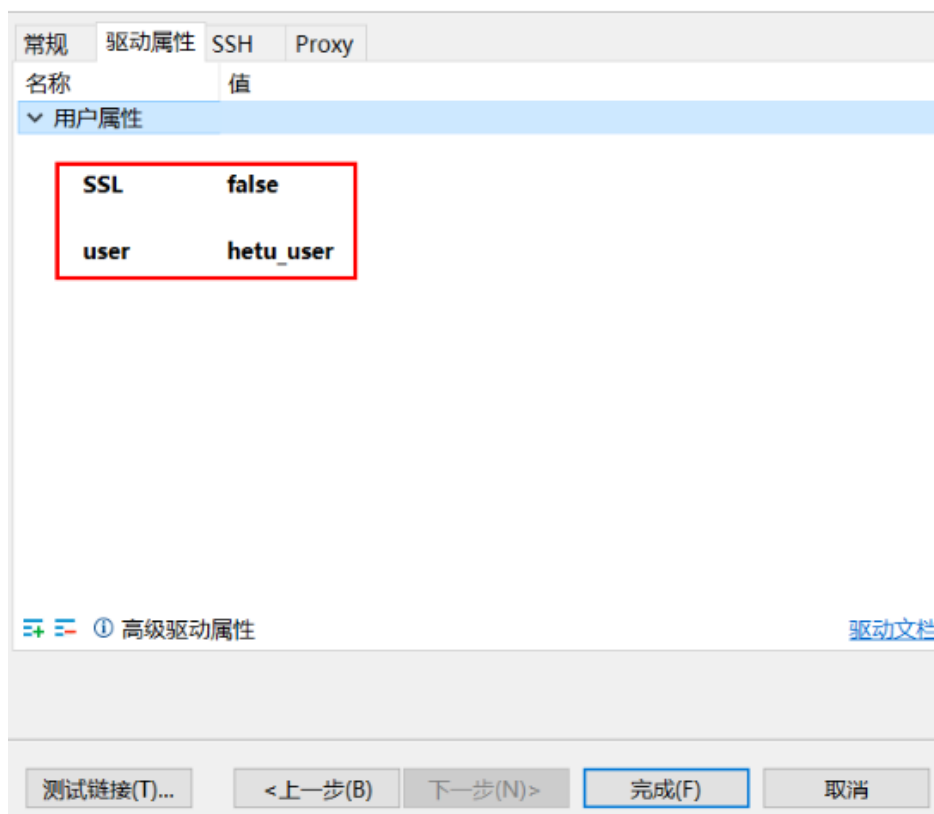 常规 驱动属性 SSH Proxy
名称 值
用户属性
SSL false
user hetu_user
高级驱动属性 驱动文档
测试链接(T)... <上一步(B) 下一步(N)> 完成(F) 取消